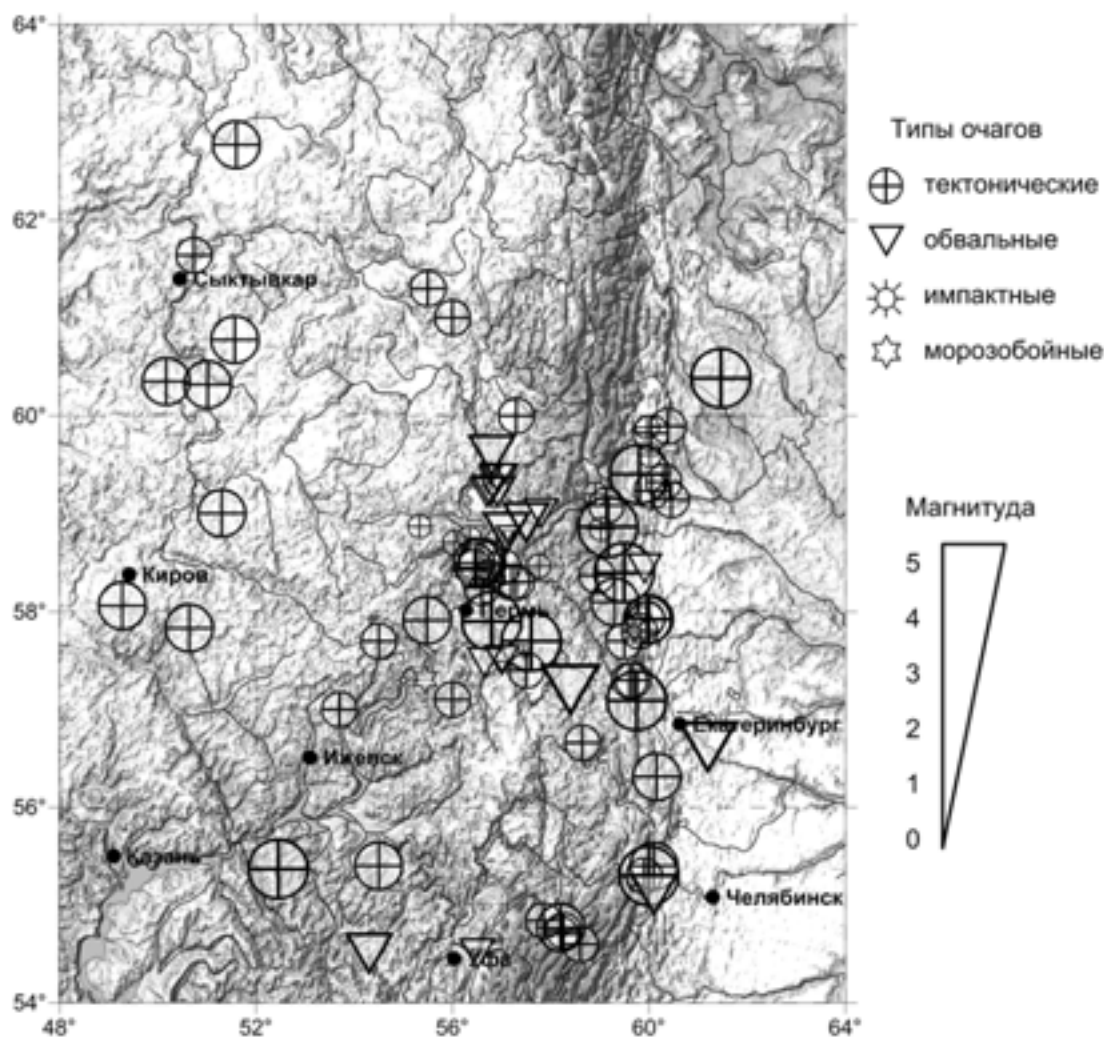 64°
62°
60°
58°
56°
54°
48°
52°
56°
60°
64°
Сыктывкар
Киров
Пермь
Екатеринбург
Ижевск
Казань
Челябинск
Уфа
Типы очагов
тектонические
обвальные
импактные
морозобойные
Магнитуда
5
4
3
2
1
0